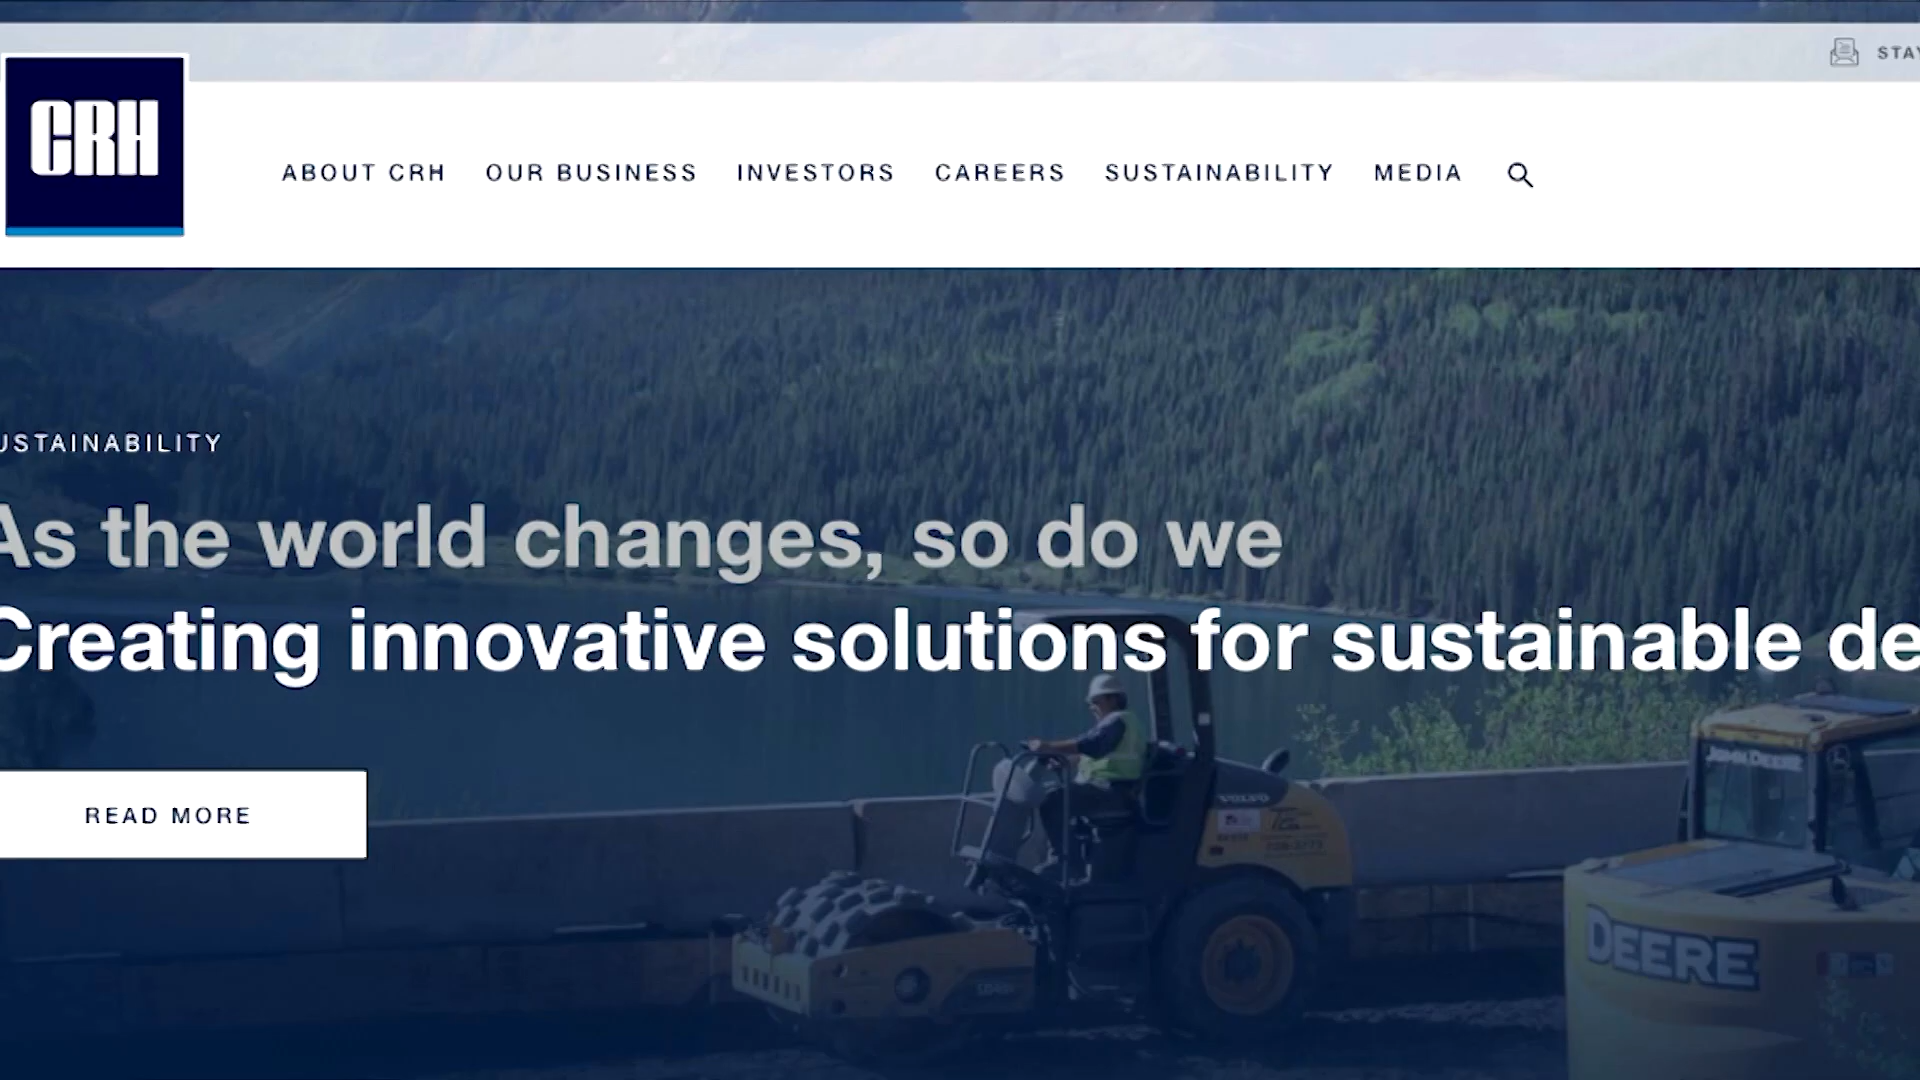 STAY
CRH
ABOUT CRH OUR BUSINESS INVESTORS CAREERS SUSTAINABILITY MEDIA
USTAINABILITY
As the world changes, so do we
Creating innovative solutions for sustainable de
READ MORE
VOLVO
JOHN DEERE
DEERE